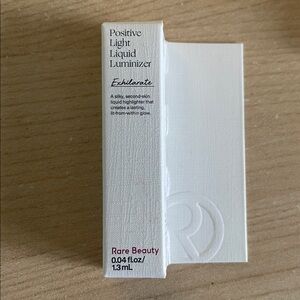 Positive
Light
Liquid
Luminizer
Exhilarate
A silky, second-skin
liquid highlighter that
creates a lasting,
lit-from-within glow.
Rare Beauty
0.04 fl.oz/
1.3 mL
R